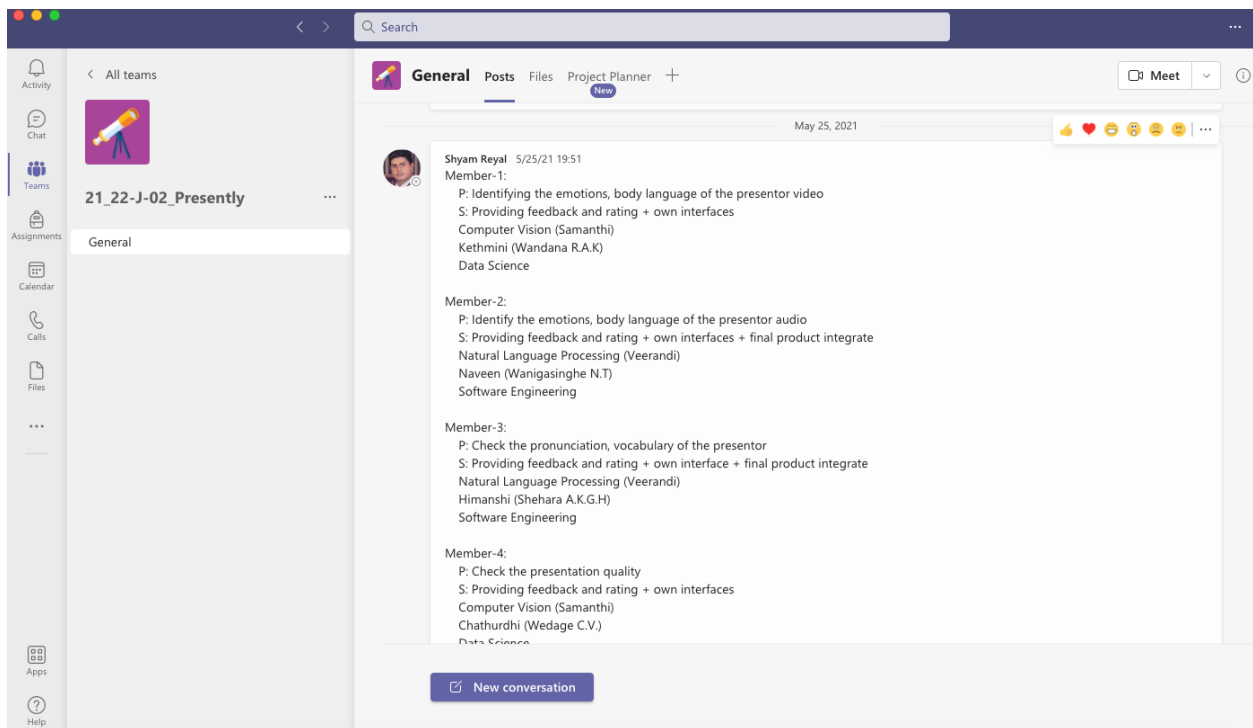 Search
Activity
Chat
Teams
Assignments
Calendar
Calls
Files
Apps
Help
All teams
21_22-J-02_Presently
General
General Posts Files Project Planner
New
Meet
May 25, 2021
Shyam Reyal 5/25/21 19:51
Member-1:
P: Identifying the emotions, body language of the presentor video
S: Providing feedback and rating + own interfaces
Computer Vision (Samanthi)
Kethmini (Wandana R.A.K)
Data Science
Member-2:
P: Identify the emotions, body language of the presentor audio
S: Providing feedback and rating + own interfaces + final product integrate
Natural Language Processing (Veerandi)
Naveen (Wanigasinghe N.T)
Software Engineering
Member-3:
P: Check the pronunciation, vocabulary of the presentor
S: Providing feedback and rating + own interface + final product integrate
Natural Language Processing (Veerandi)
Himanshi (Shehara A.K.G.H)
Software Engineering
Member-4:
P: Check the presentation quality
S: Providing feedback and rating + own interfaces
Computer Vision (Samanthi)
Chathurdhi (Wedage C.V.)
Data Science
New conversation